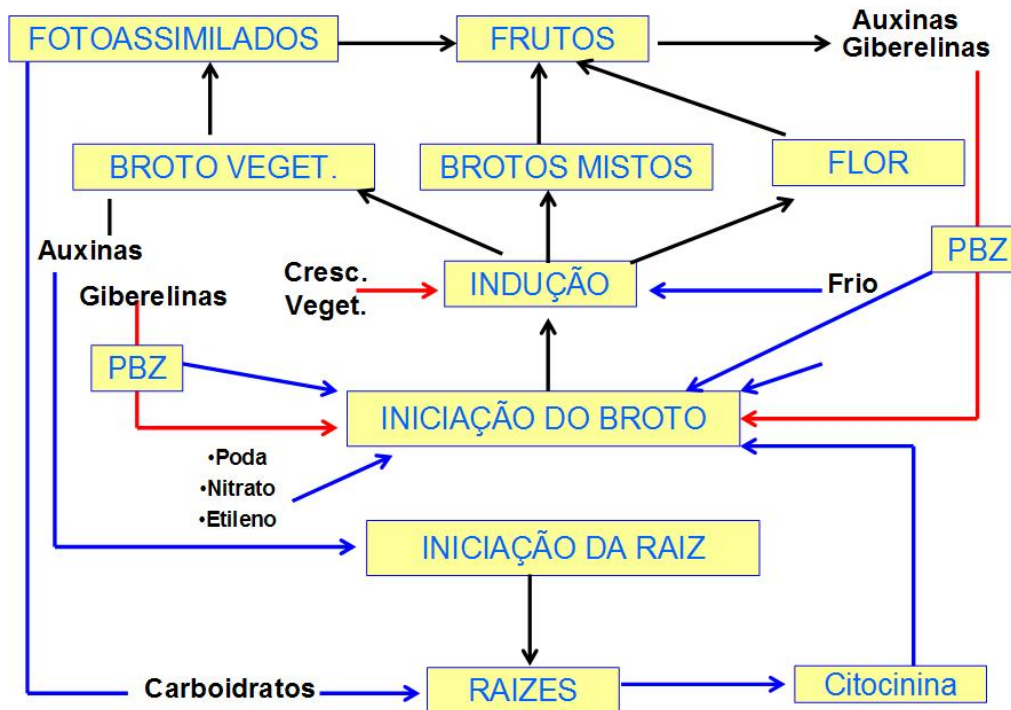 FOTOASSIMILADOS
FRUTOS
Auxinas
Giberelinas
BROTO VEGET.
BROTOS MISTOS
FLOR
Auxinas
Giberelinas
Cresc.
Veget.
INDUÇÃO
Frio
PBZ
PBZ
INICIAÇÃO DO BROTO
•Poda
•Nitrato
•Etileno
INICIAÇÃO DA RAIZ
Carboidratos
RAIZES
Citocinina